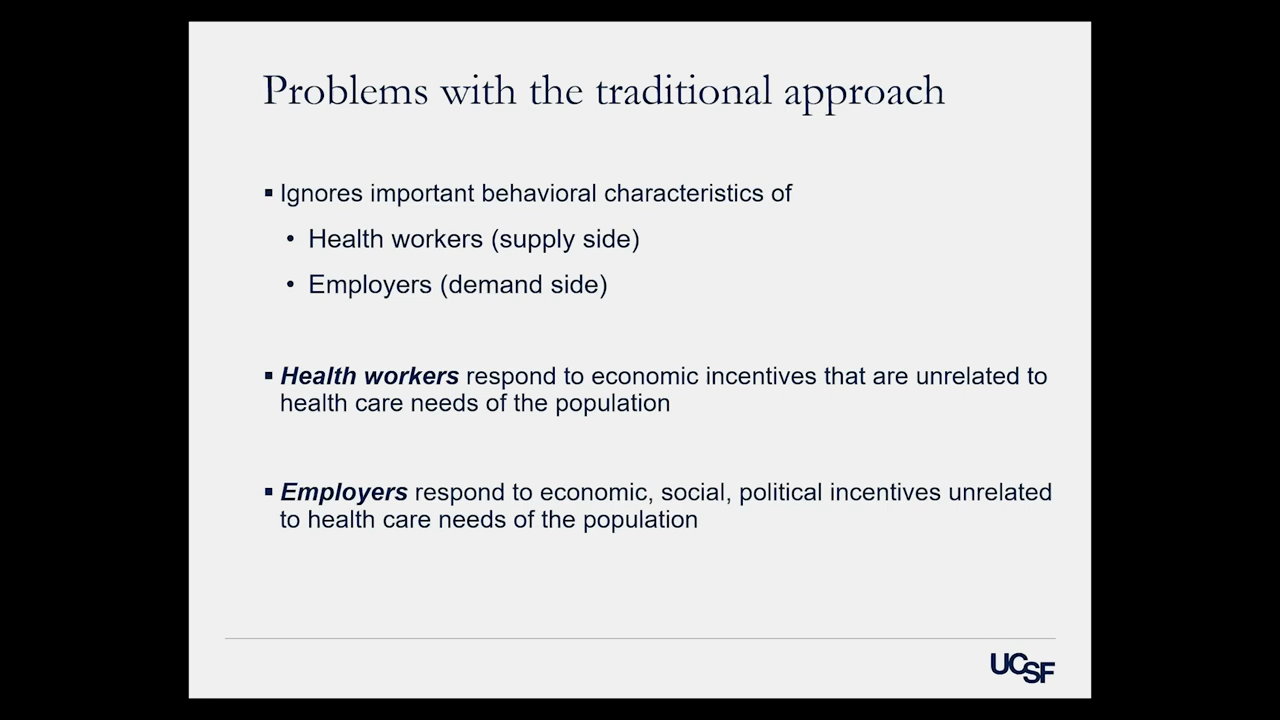 Problems with the traditional approach
▪ Ignores important behavioral characteristics of
• Health workers (supply side)
• Employers (demand side)
▪ Health workers respond to economic incentives that are unrelated to
health care needs of the population
▪ Employers respond to economic, social, political incentives unrelated
to health care needs of the population
UCSF